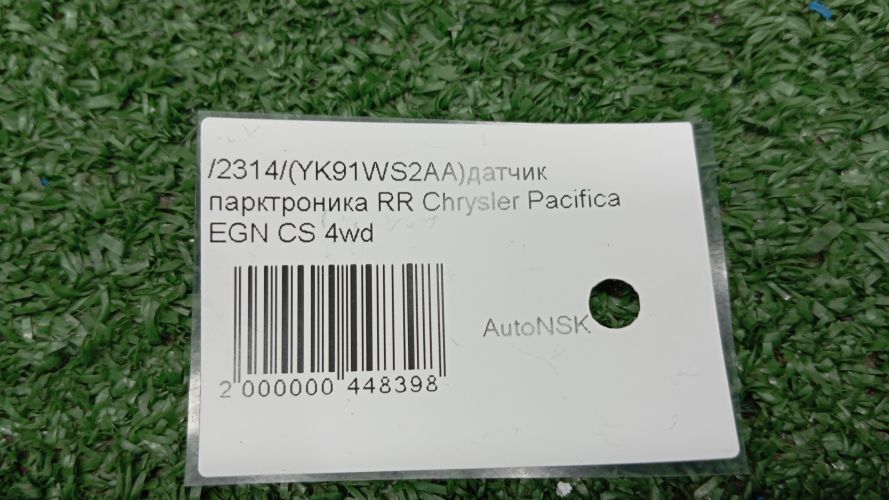 /2314/(YK91WS2AA)датчик
парктроника RR Chrysler Pacifica
EGN CS 4wd
AutoNSK
2 000000 448398